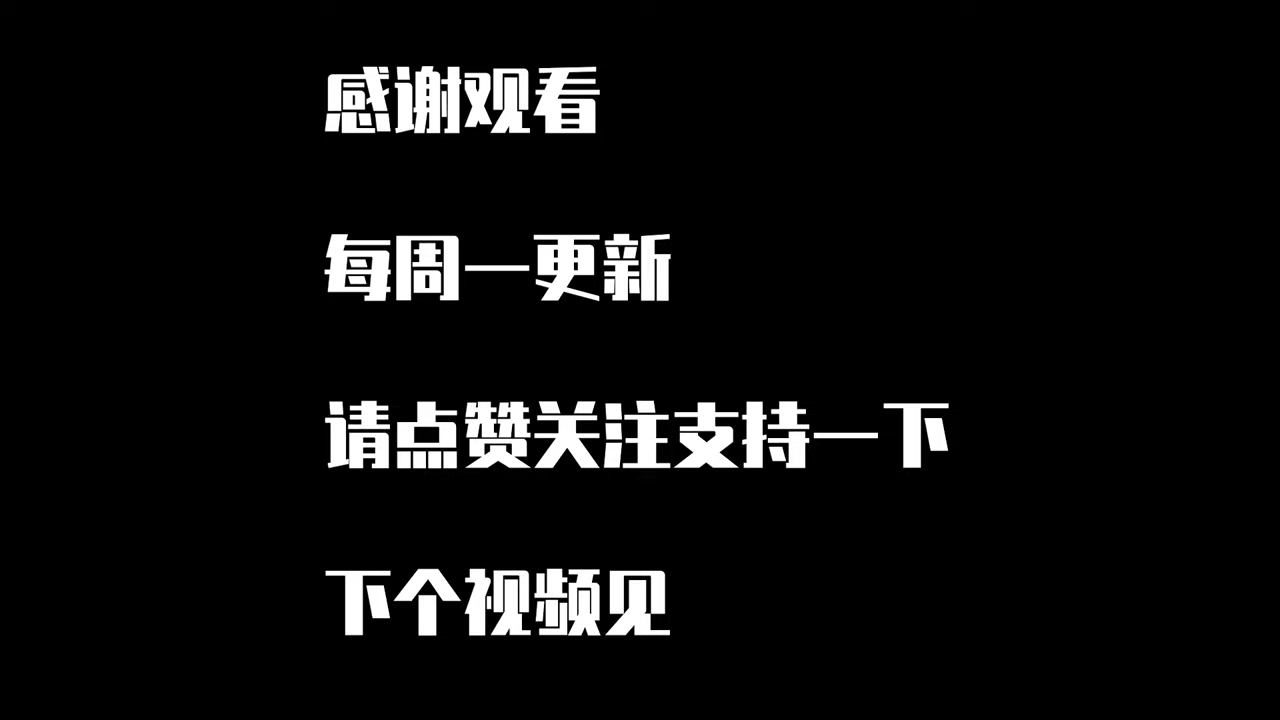 感谢观看
每周一更新
请点赞关注支持一下
下个视频见